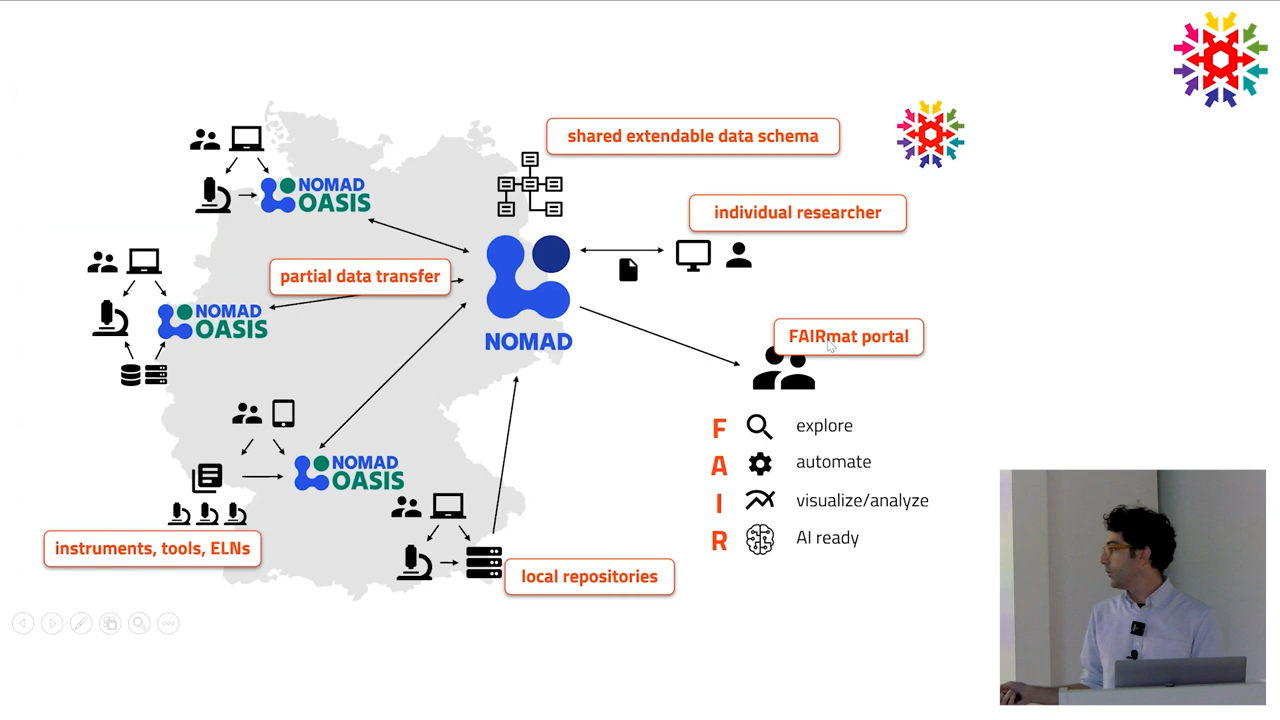 shared extendable data schema
NOMAD
OASIS
individual researcher
partial data transfer
NOMAD
OASIS
NOMAD
FAIRmat portal
F explore
A automate
I visualize/analyze
R AI ready
NOMAD
OASIS
instruments, tools, ELNs
local repositories